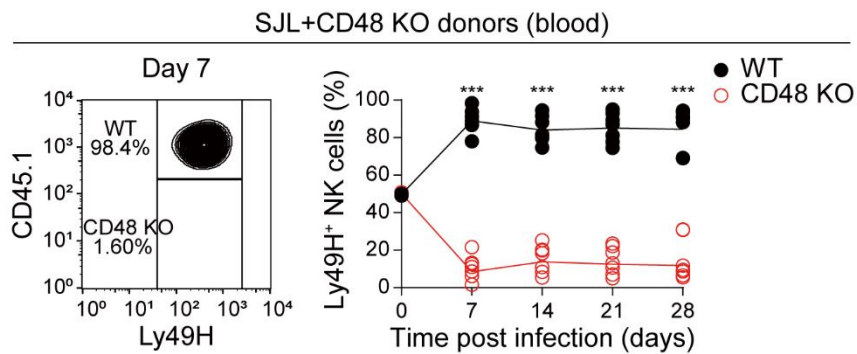 SJL+CD48 KO donors (blood)
Day 7
CD45.1
10⁴
10³
10²
10¹
10⁰
WT
98.4%
CD48 KO
1.60%
10⁰ 10¹ 10² 10³ 10⁴
Ly49H
Ly49H⁺ NK cells (%)
100
80
60
40
20
0
*** *** *** ***
0 7 14 21 28
Time post infection (days)
WT
CD48 KO